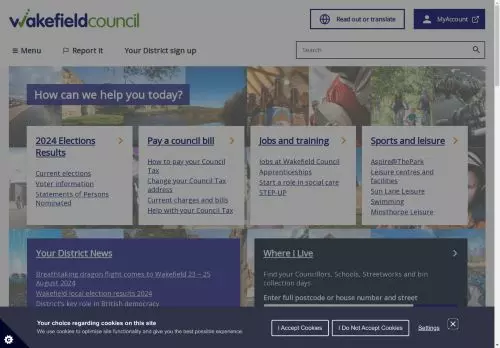 wakefieldcouncil
Read out or translate
MyAccount
Menu
Report it
Your District sign up
Search
How can we help you today?
2024 Elections
Results
Current elections
Voter information
Statements of Persons
Nominated
Pay a council bill
How to pay your Council
Tax
Change your Council Tax
address
Current charges and bills
Help with your Council Tax
Jobs and training
Jobs at Wakefield Council
Apprenticeships
Start a role in social care
STEP-UP
Sports and leisure
Aspire@ThePark
Leisure centres and
facilities
Sun Lane Leisure
Swimming
Minsthorpe Leisure
Your District News
Breathtaking dragon flight comes to Wakefield 23 – 25
August 2024
Wakefield local election results 2024
District's key role in British democracy
Where I Live
Find your Councillors, Schools, Streetworks and bin
collection days
Enter full postcode or house number and street
Your choice regarding cookies on this site
We use cookies to optimise site functionality and give you the best possible experience.
I Accept Cookies
I Do Not Accept Cookies
Settings